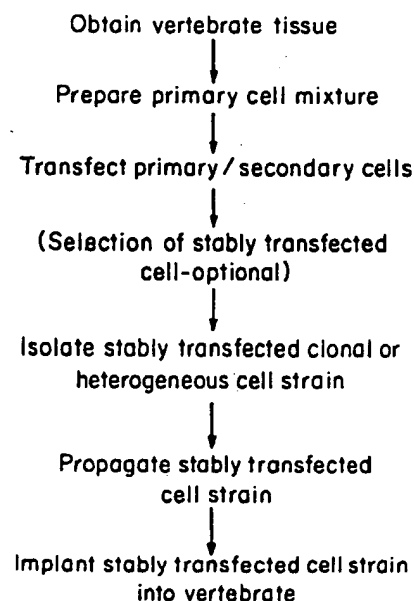 Obtain vertebrate tissue
Prepare primary cell mixture
Transfect primary/secondary cells
(Selection of stably transfected
cell-optional)
Isolate stably transfected clonal or
heterogeneous cell strain
Propagate stably transfected
cell strain
Implant stably transfected cell strain
into vertebrate